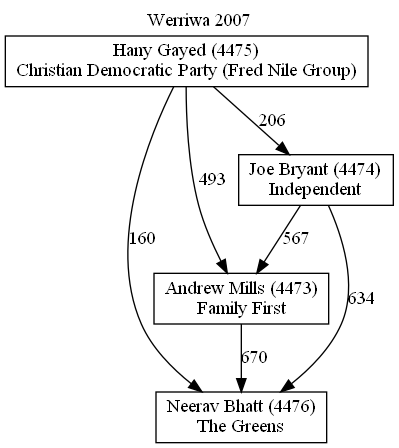 Werriwa 2007
Hany Gayed (4475)
Christian Democratic Party (Fred Nile Group)
206
Joe Bryant (4474)
Independent
493
160
567
634
Andrew Mills (4473)
Family First
670
Neerav Bhatt (4476)
The Greens